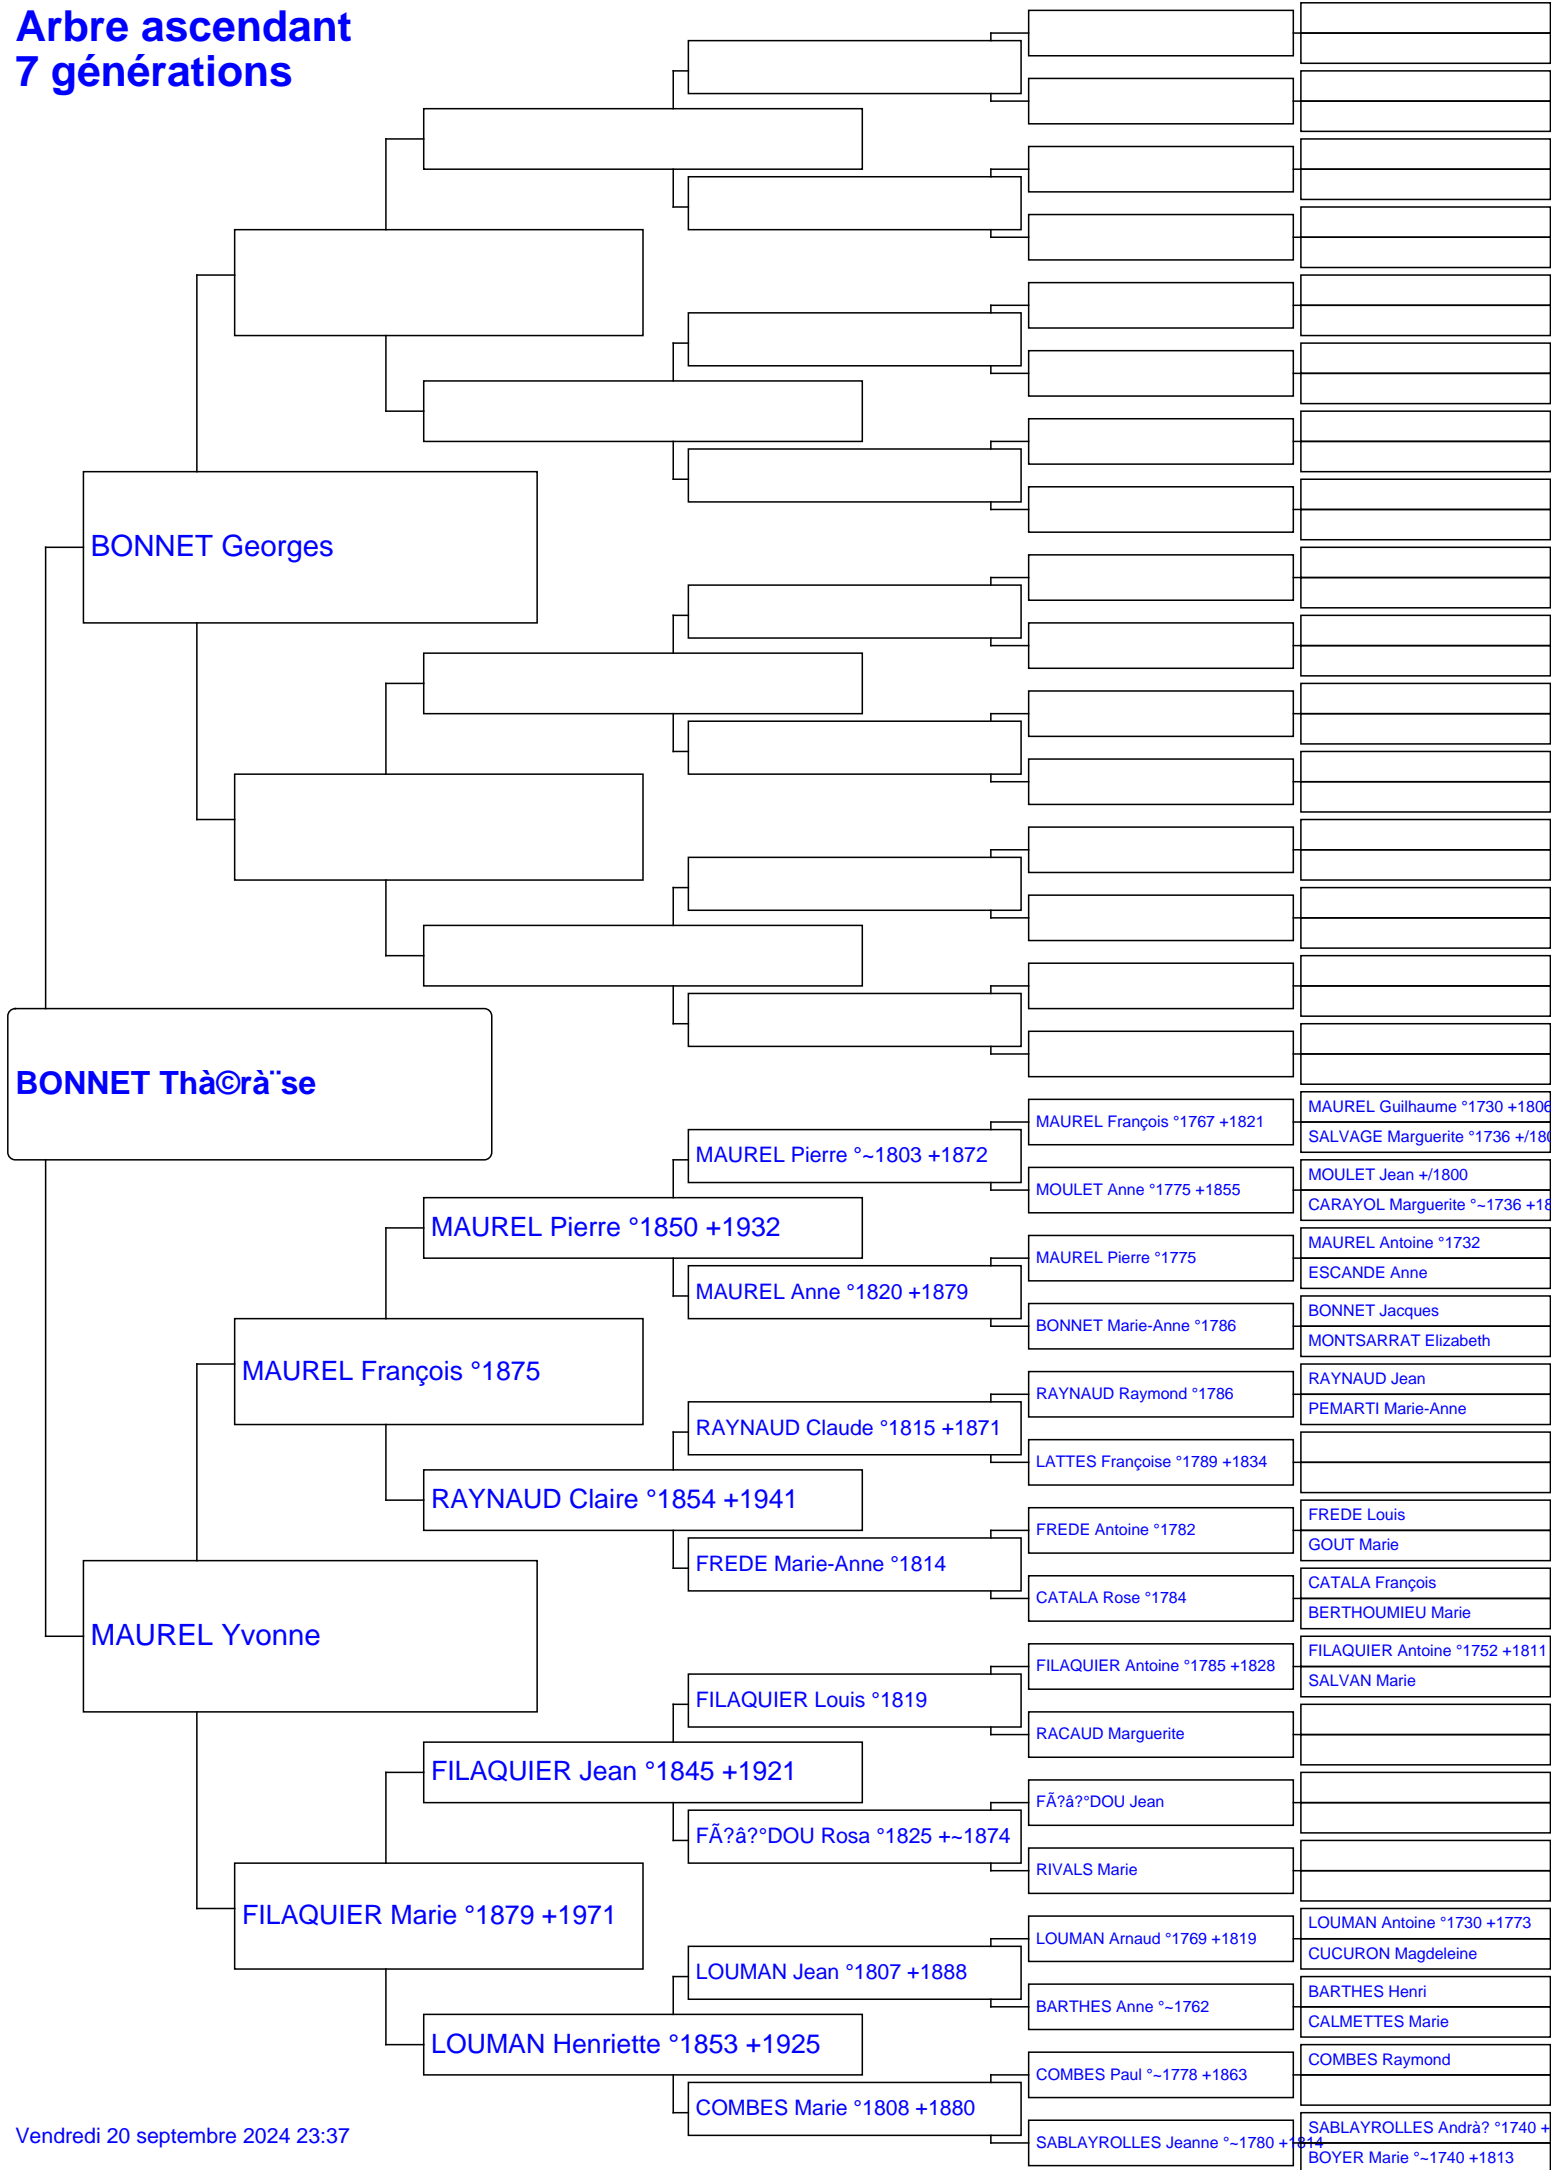 Arbre ascendant
7 générations
BONNET Georges
BONNET Thà©rà¨se
MAUREL Guilhaume °1730 +1806
MAUREL François °1767 +1821
SALVAGE Marguerite °1736 +/180
MAUREL Pierre °~1803 +1872
MOULET Jean +/1800
MOULET Anne °1775 +1855
CARAYOL Marguerite °~1736 +18
MAUREL Pierre °1850 +1932
MAUREL Antoine °1732
MAUREL Pierre °1775
ESCANDE Anne
MAUREL Anne °1820 +1879
BONNET Jacques
BONNET Marie-Anne °1786
MONTSARRAT Elizabeth
MAUREL François °1875
RAYNAUD Jean
RAYNAUD Raymond °1786
PEMARTI Marie-Anne
RAYNAUD Claude °1815 +1871
LATTES Françoise °1789 +1834
RAYNAUD Claire °1854 +1941
FREDE Louis
FREDE Antoine °1782
GOUT Marie
FREDE Marie-Anne °1814
CATALA François
CATALA Rose °1784
BERTHOUMIEU Marie
MAUREL Yvonne
FILAQUIER Antoine °1752 +1811
FILAQUIER Antoine °1785 +1828
SALVAN Marie
FILAQUIER Louis °1819
RACAUD Marguerite
FILAQUIER Jean °1845 +1921
FÃ?â?°DOU Jean
FÃ?â?°DOU Rosa °1825 +~1874
RIVALS Marie
FILAQUIER Marie °1879 +1971
LOUMAN Antoine °1730 +1773
LOUMAN Arnaud °1769 +1819
CUCURON Magdeleine
LOUMAN Jean °1807 +1888
BARTHES Henri
BARTHES Anne °~1762
CALMETTES Marie
LOUMAN Henriette °1853 +1925
COMBES Raymond
COMBES Paul °~1778 +1863
COMBES Marie °1808 +1880
SABLAYROLLES Andrà? °1740 +
SABLAYROLLES Jeanne °~1780 +1814
BOYER Marie °~1740 +1813
Vendredi 20 septembre 2024 23:37